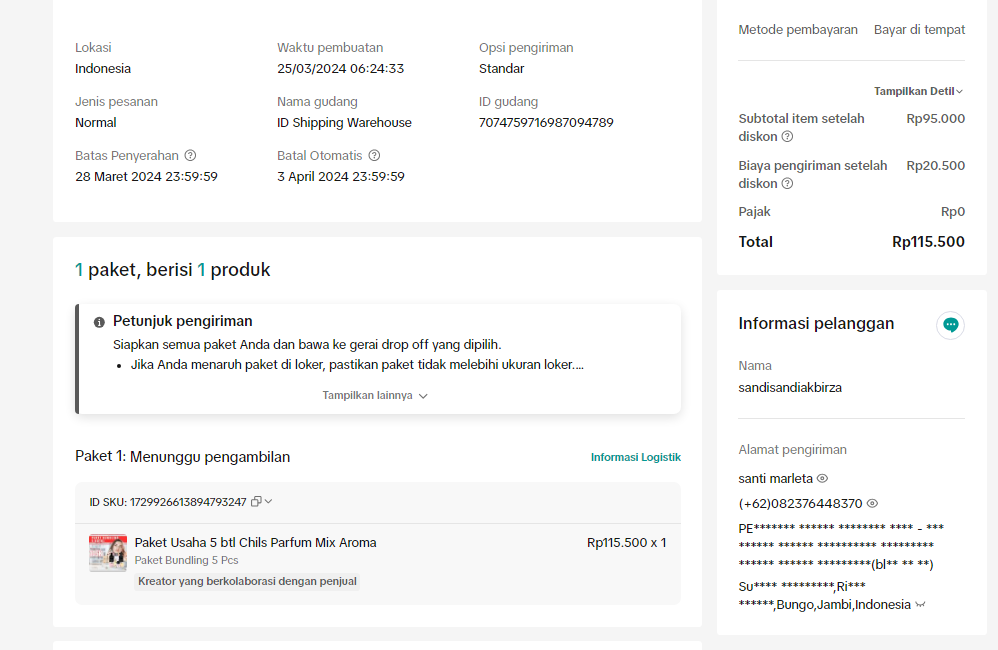 Lokasi
Indonesia
Waktu pembuatan
25/03/2024 06:24:33
Opsi pengiriman
Standar
Jenis pesanan
Normal
Nama gudang
ID Shipping Warehouse
ID gudang
7074759716987094789
Batas Penyerahan
28 Maret 2024 23:59:59
Batal Otomatis
3 April 2024 23:59:59
1 paket, berisi 1 produk
Petunjuk pengiriman
Siapkan semua paket Anda dan bawa ke gerai drop off yang dipilih.
• Jika Anda menaruh paket di loker, pastikan paket tidak melebihi ukuran loker....
Tampilkan lainnya
Paket 1: Menunggu pengambilan
Informasi Logistik
ID SKU: 1729926613894793247
Paket Usaha 5 btl Chils Parfum Mix Aroma
Rp115.500 x 1
Paket Bundling 5 Pcs
Kreator yang berkolaborasi dengan penjual
Metode pembayaran Bayar di tempat
Tampilkan Detil
Subtotal item setelah Rp95.000
diskon
Biaya pengiriman setelah Rp20.500
diskon
Pajak Rp0
Total Rp115.500
Informasi pelanggan
Nama
sandisandiakbirza
Alamat pengiriman
santi marleta
(+62)082376448370
PE******* ****** ******** **** - ***
****** ****** ********** *********
****** ****** *********(bl** ** **)
Su**** *********,Ri***
******,Bungo,Jambi,Indonesia